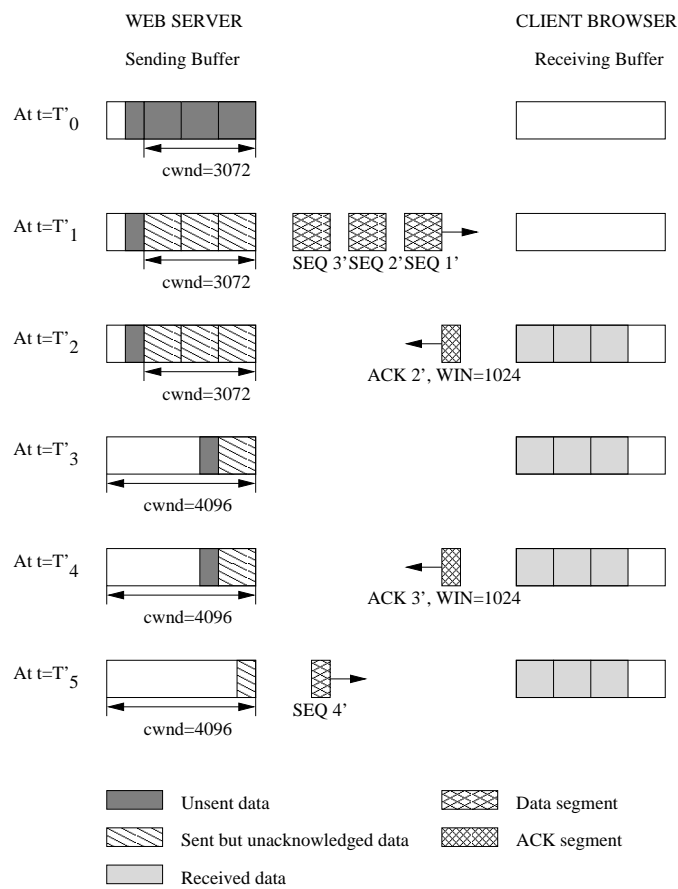 WEB SERVER
CLIENT BROWSER
Sending Buffer
Receiving Buffer
At t=T'0
cwnd=3072
At t=T'1
SEQ 3' SEQ 2' SEQ 1'
cwnd=3072
At t=T'2
ACK 2', WIN=1024
cwnd=3072
At t=T'3
cwnd=4096
At t=T'4
ACK 3', WIN=1024
cwnd=4096
At t=T'5
SEQ 4'
cwnd=4096
Unsent data
Data segment
Sent but unacknowledged data
ACK segment
Received data